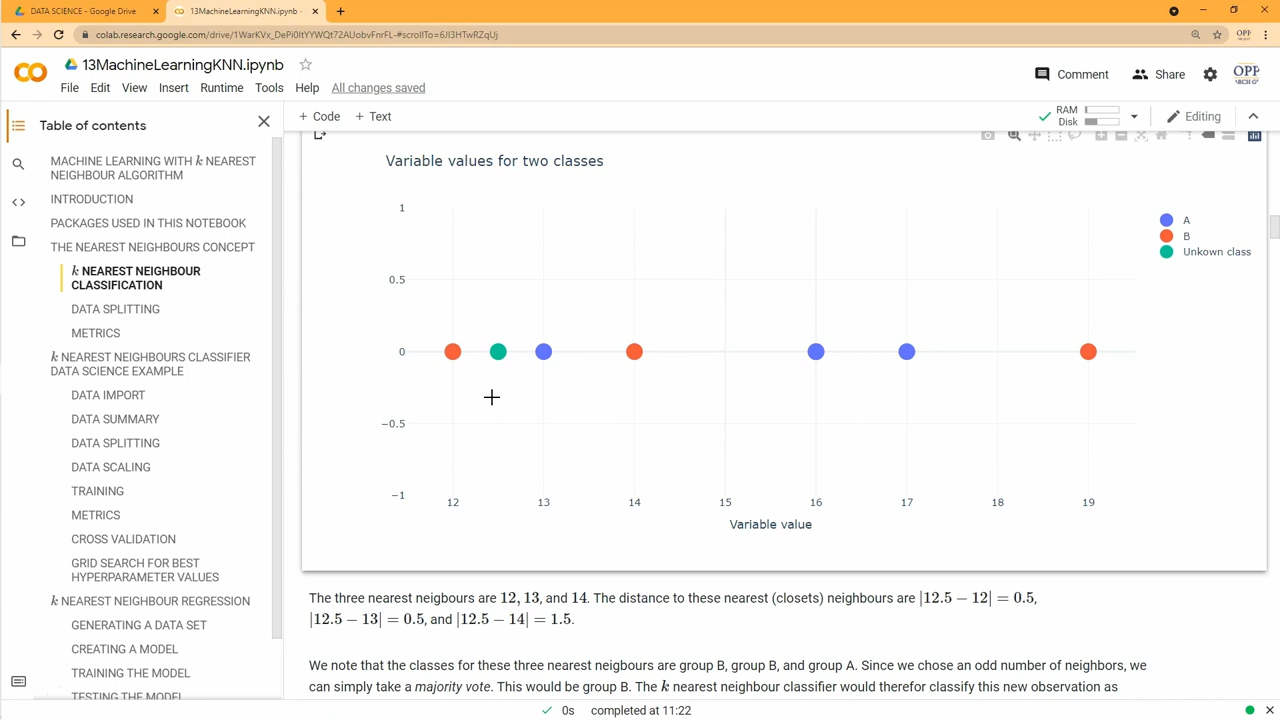 DATA SCIENCE - Google Drive
13MachineLearningKNN.ipynb -
colab.research.google.com/drive/1WarKVx_DePi0ItYYWQt72AUobvFnrFL-#scrollTo=6JI3HTwRZqUj
13MachineLearningKNN.ipynb
File Edit View Insert Runtime Tools Help All changes saved
Comment Share
OPP
Table of contents
MACHINE LEARNING WITH k NEAREST
NEIGHBOUR ALGORITHM
INTRODUCTION
PACKAGES USED IN THIS NOTEBOOK
THE NEAREST NEIGHBOURS CONCEPT
k NEAREST NEIGHBOUR
CLASSIFICATION
DATA SPLITTING
METRICS
k NEAREST NEIGHBOURS CLASSIFIER
DATA SCIENCE EXAMPLE
DATA IMPORT
DATA SUMMARY
DATA SPLITTING
DATA SCALING
TRAINING
METRICS
CROSS VALIDATION
GRID SEARCH FOR BEST
HYPERPARAMETER VALUES
k NEAREST NEIGHBOUR REGRESSION
GENERATING A DATA SET
CREATING A MODEL
TRAINING THE MODEL
TESTING THE MODEL
+ Code + Text
RAM
Disk
Editing
Variable values for two classes
A
B
Unkown class
1
0.5
0
−0.5
−1
12 13 14 15 16 17 18 19
Variable value
The three nearest neigbours are 12, 13, and 14. The distance to these nearest (closets) neighbours are |12.5 − 12| = 0.5,
|12.5 − 13| = 0.5, and |12.5 − 14| = 1.5.
We note that the classes for these three nearest neigbours are group B, group B, and group A. Since we chose an odd number of neighbors, we
can simply take a majority vote. This would be group B. The k nearest neighbour classifier would therefor classify this new observation as
0s completed at 11:22